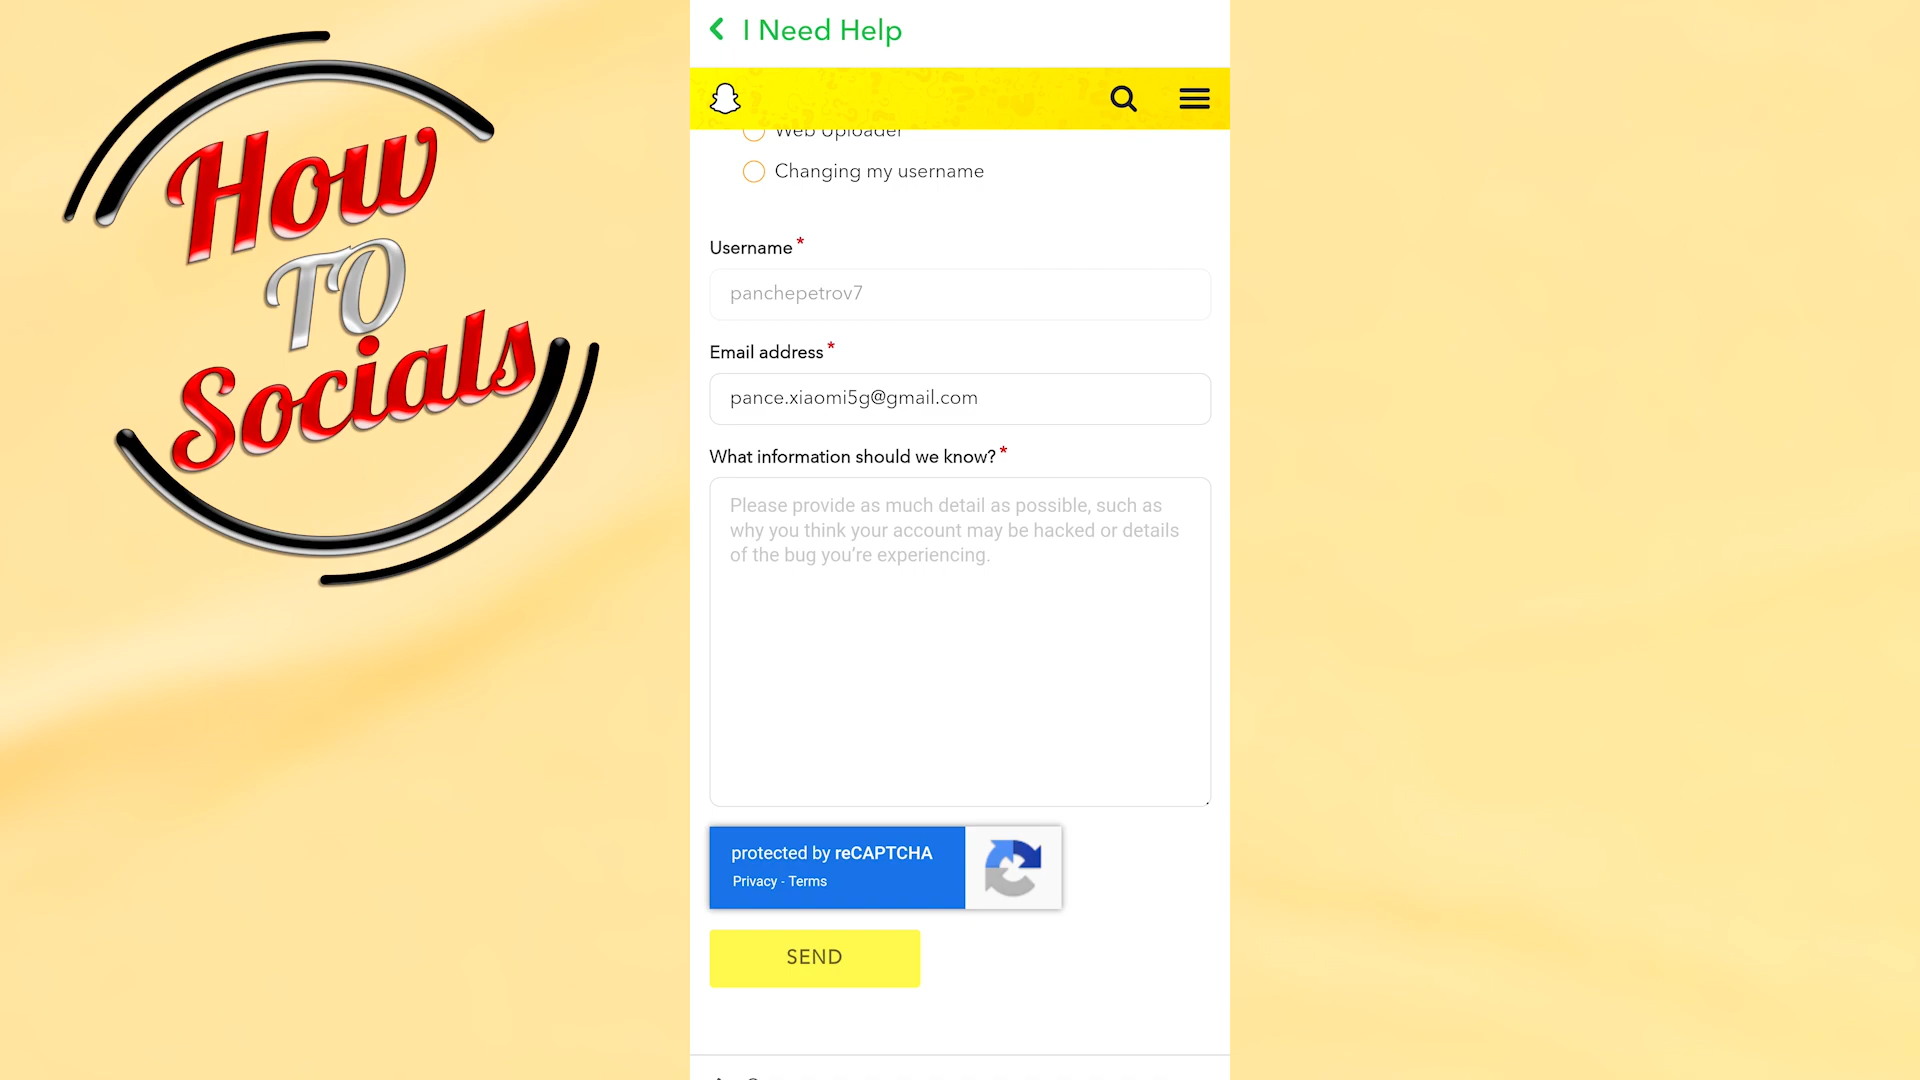 How
TO
Socials
I Need Help
Web Uploader
Changing my username
Username *
panchepetrov7
Email address *
pance.xiaomi5g@gmail.com
What information should we know? *
Please provide as much detail as possible, such as
why you think your account may be hacked or details
of the bug you’re experiencing.
protected by reCAPTCHA
Privacy - Terms
SEND